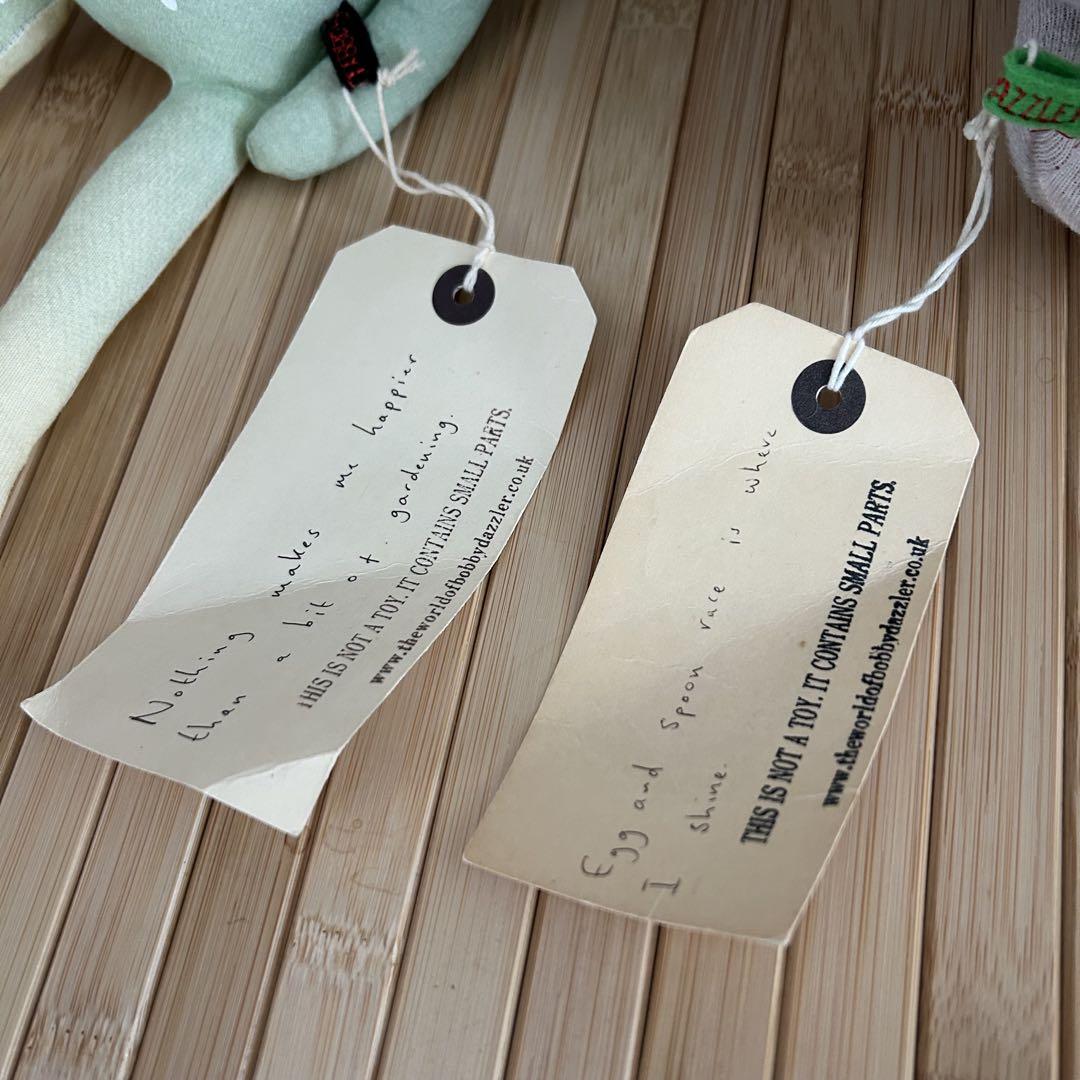 Nothing makes me happier
than a bit of gardening.
THIS IS NOT A TOY. IT CONTAINS SMALL PARTS.
www.theworldofbobbydazzler.co.uk
Egg and Spoon race is where
I shine.
THIS IS NOT A TOY. IT CONTAINS SMALL PARTS.
www.theworldofbobbydazzler.co.uk
AZZLER